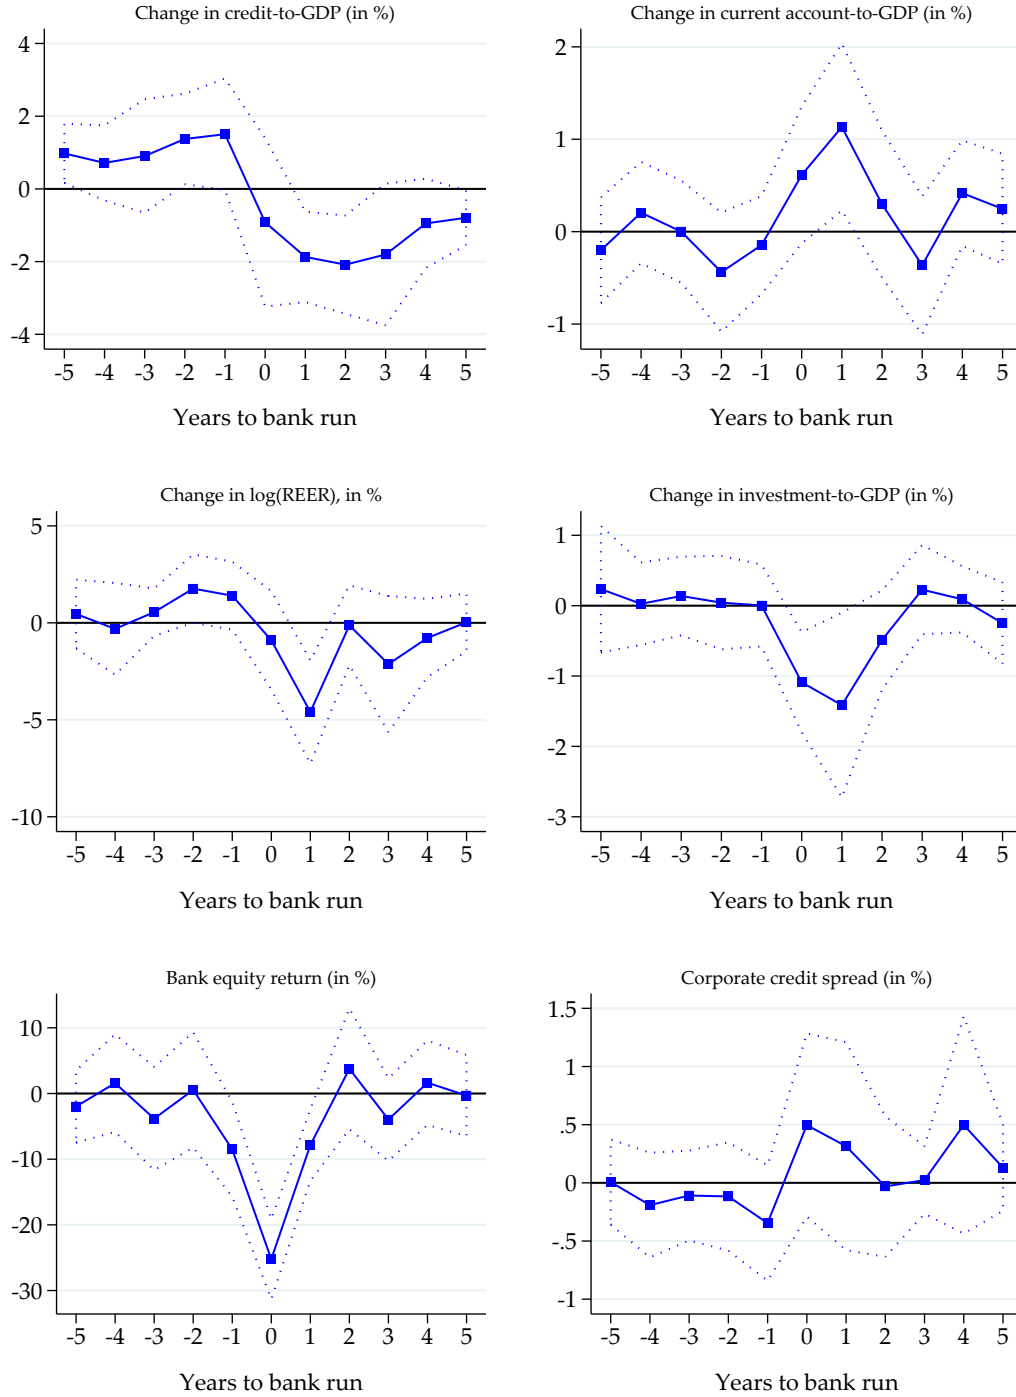 Change in credit-to-GDP (in %)
4
2
0
-2
-4
-5 -4 -3 -2 -1 0 1 2 3 4 5
Years to bank run
Change in current account-to-GDP (in %)
2
1
0
-1
-5 -4 -3 -2 -1 0 1 2 3 4 5
Years to bank run
Change in log(REER), in %
5
0
-5
-10
-5 -4 -3 -2 -1 0 1 2 3 4 5
Years to bank run
Change in investment-to-GDP (in %)
1
0
-1
-2
-3
-5 -4 -3 -2 -1 0 1 2 3 4 5
Years to bank run
Bank equity return (in %)
10
0
-10
-20
-30
-5 -4 -3 -2 -1 0 1 2 3 4 5
Years to bank run
Corporate credit spread (in %)
1.5
1
.5
0
-.5
-1
-5 -4 -3 -2 -1 0 1 2 3 4 5
Years to bank run